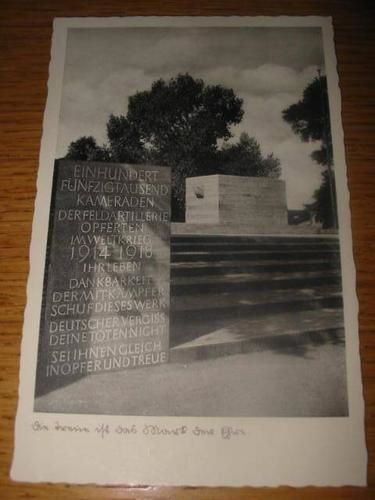 EINHUNDERT
FÜNFZIGTAUSEND
KAMERADEN
DER FELDARTILLERIE
OPFERTEN
IM WELTKRIEG
1914-1918
IHR LEBEN
DANKBARKEIT
DER MITKÄMPFER
SCHUF DIESES WERK
DEUTSCHER VERGISS
DEINE TOTEN NICHT
SEI IHNEN GLEICH
IN OPFER UND TREUE
Die Treue ist das Mark der Ehre